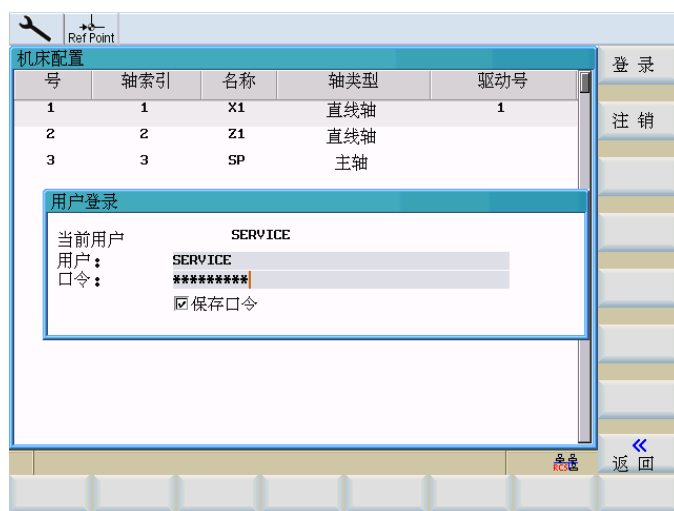 Ref Point
机床配置
号 轴索引 名称 轴类型 驱动号
1 1 X1 直线轴 1
2 2 Z1 直线轴
3 3 SP 主轴
用户登录
当前用户 SERVICE
用户: SERVICE
口令: *********
保存口令
登 录
注 销
«
返 回
RCS